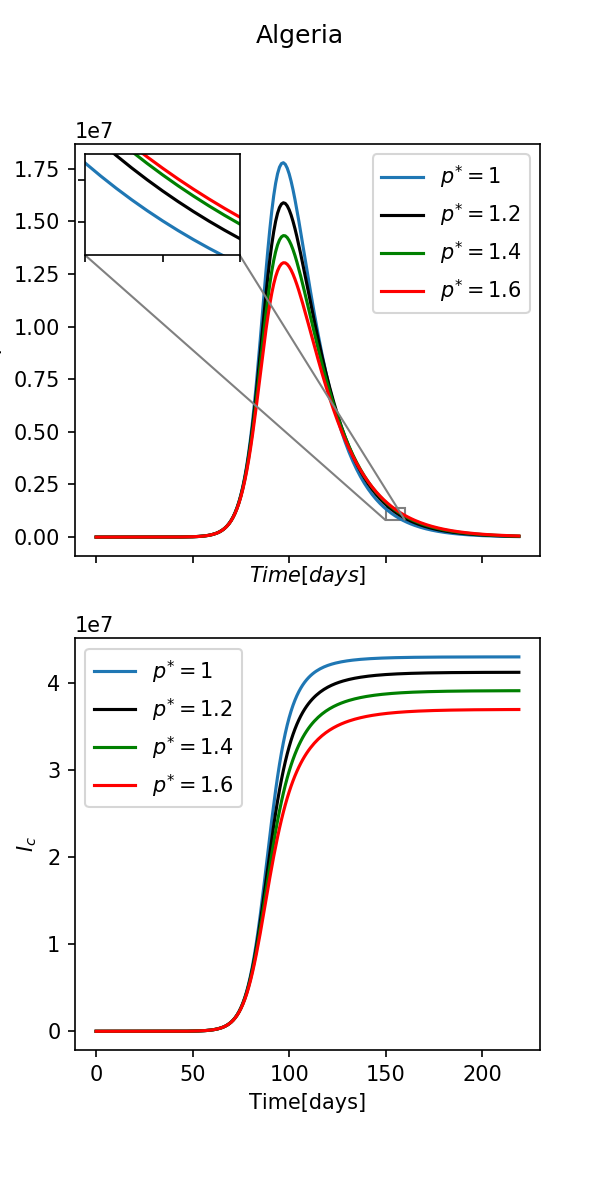 Algeria
1e7
1.75
1.50
1.25
1.00
0.75
0.50
0.25
0.00
p* = 1
p* = 1.2
p* = 1.4
p* = 1.6
Time[days]
1e7
4
3
2
1
0
I_c
p* = 1
p* = 1.2
p* = 1.4
p* = 1.6
0 50 100 150 200
Time[days]